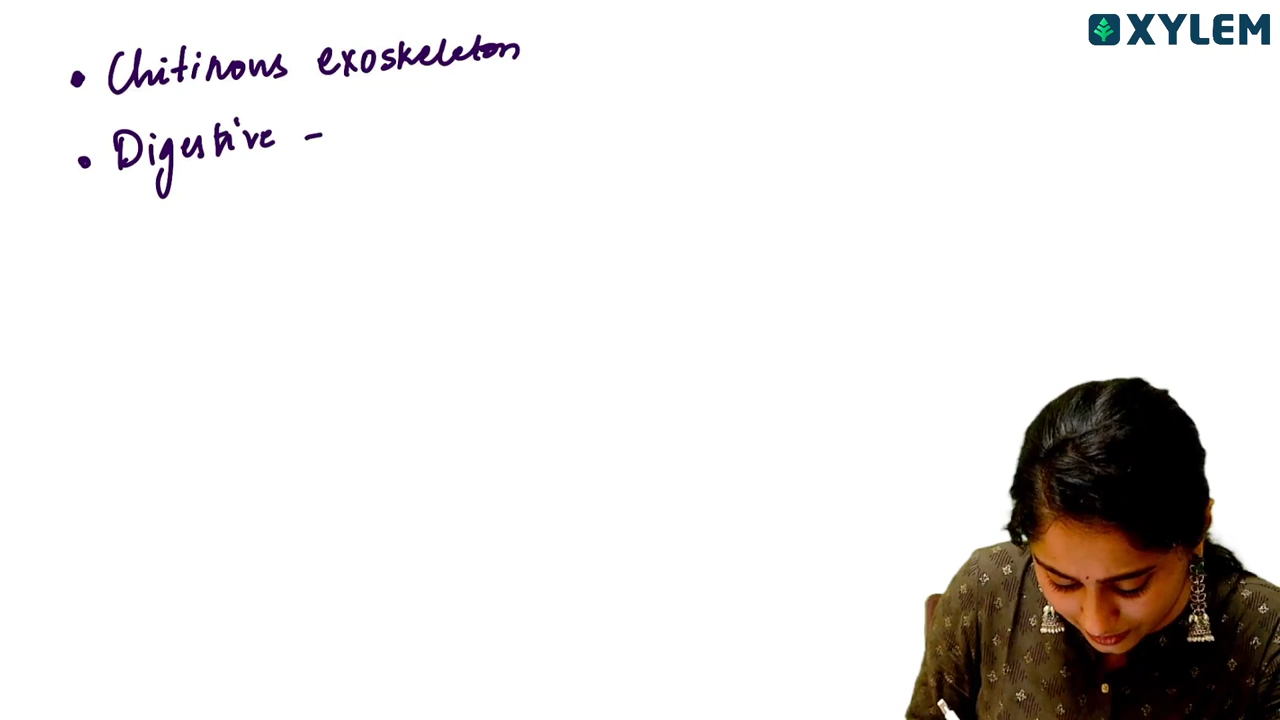 XYLEM
• Chitinous exoskeleton
• Digestive -